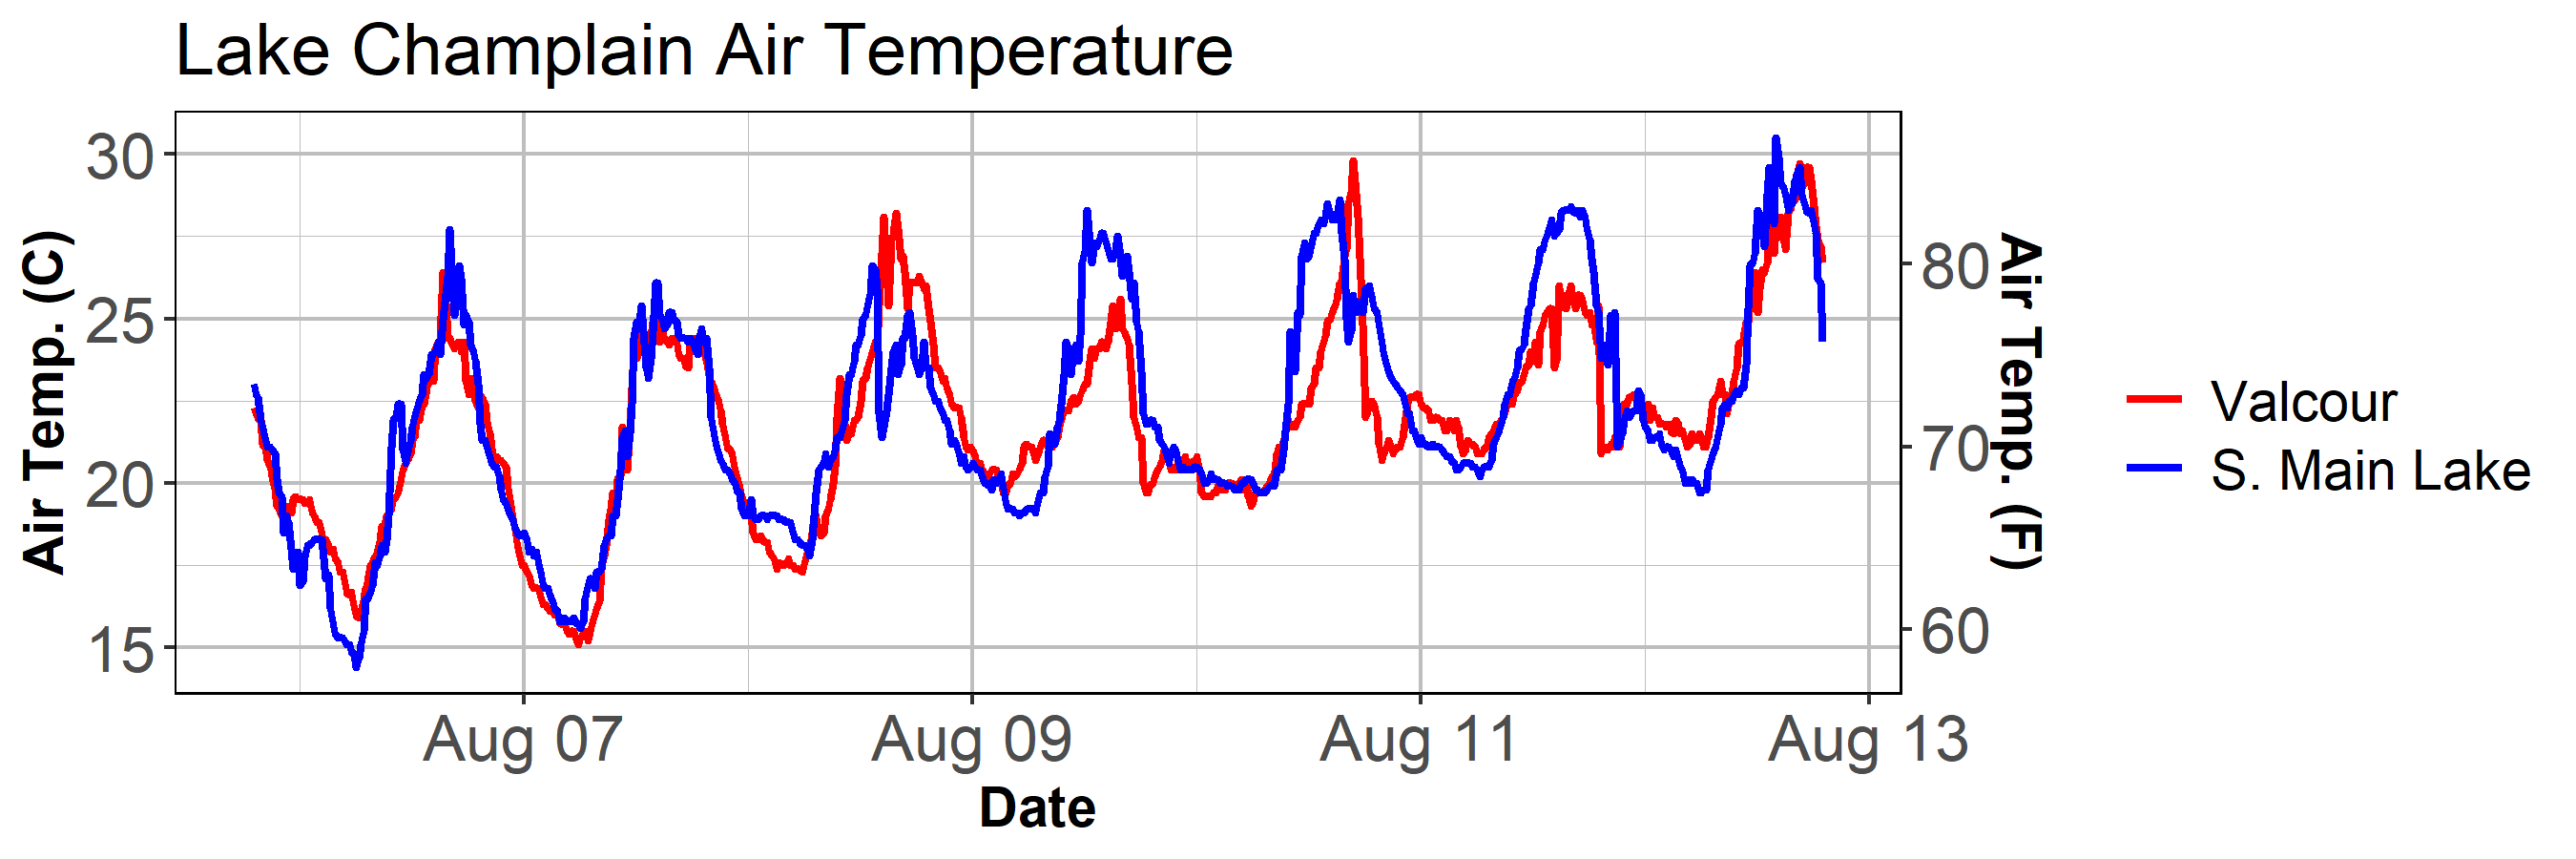 Lake Champlain Air Temperature
Air Temp. (C)
30
25
20
15
Air Temp. (F)
80
70
60
Valcour
S. Main Lake
Aug 07
Aug 09
Aug 11
Aug 13
Date